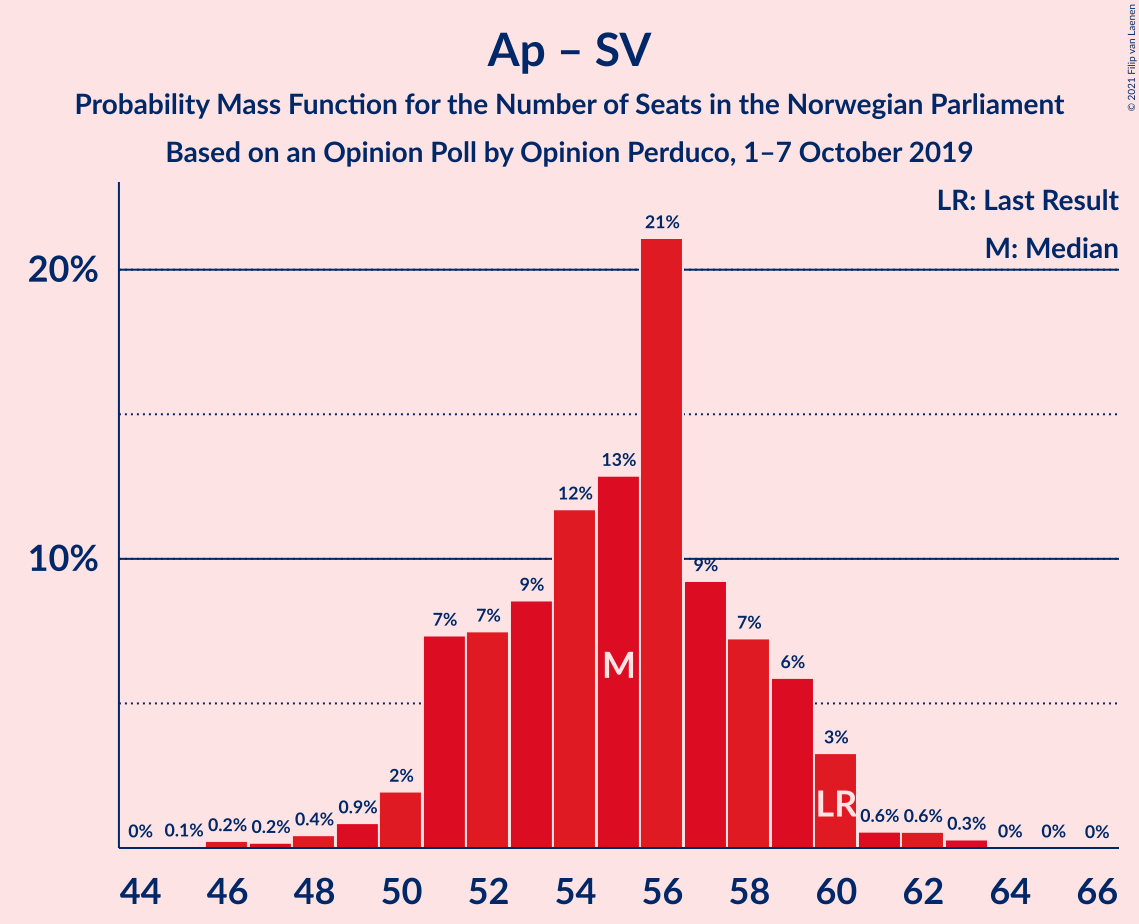 Ap – SV
Probability Mass Function for the Number of Seats in the Norwegian Parliament
Based on an Opinion Poll by Opinion Perduco, 1–7 October 2019
© 2021 Filip van Laenen
LR: Last Result
M: Median
20%
10%
0%
0.1%
0.2%
0.2%
0.4%
0.9%
2%
7%
7%
9%
12%
13%
21%
9%
7%
6%
3%
0.6%
0.6%
0.3%
0%
0%
0%
M
LR
44 46 48 50 52 54 56 58 60 62 64 66